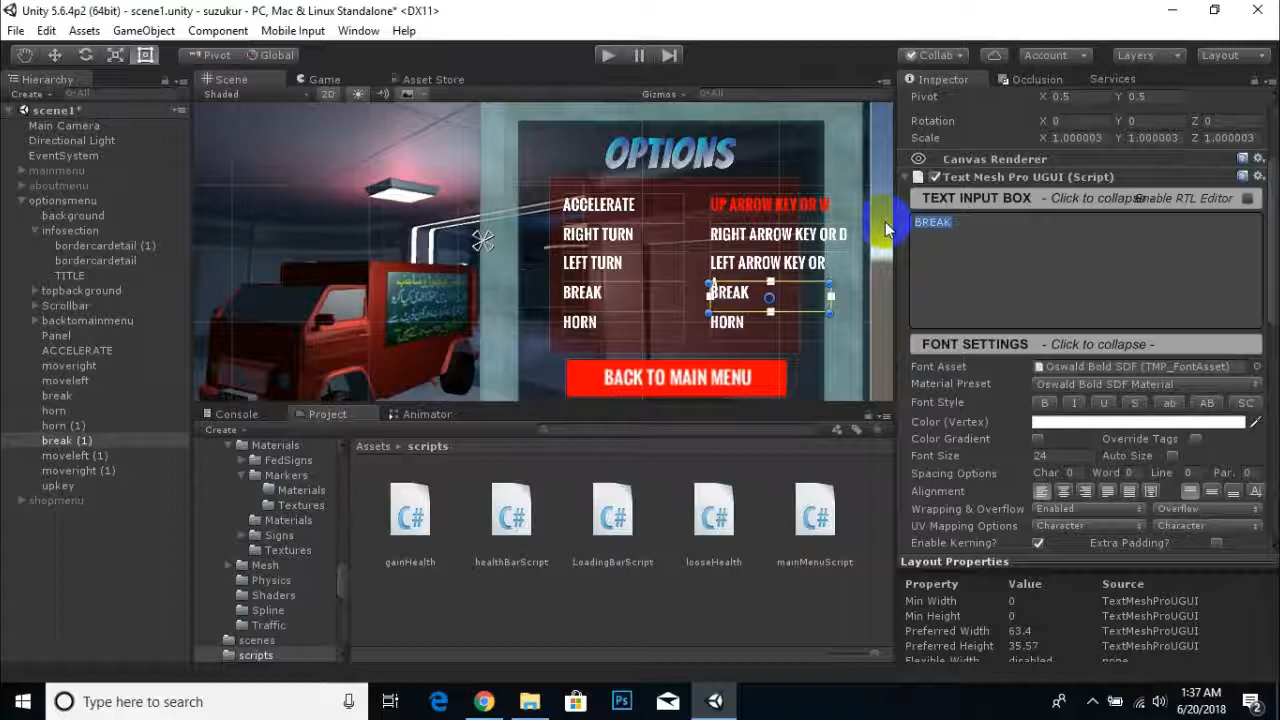 Unity 5.6.4p2 (64bit) - scene1.unity - suzukur - PC, Mac & Linux Standalone* <DX11>
File Edit Assets GameObject Component Mobile Input Window Help
Pivot Global Collab Account Layers Layout
Hierarchy Scene Game Asset Store Inspector Occlusion Services
Create All Shaded 2D Gizmos All
Pivot X 0.5 Y 0.5
Rotation X 0 Y 0 Z 0
Scale X 1.000003 Y 1.000003 Z 1.000003
Canvas Renderer
Text Mesh Pro UGUI (Script)
TEXT INPUT BOX - Click to collapse Enable RTL Editor
BREAK
FONT SETTINGS - Click to collapse -
Font Asset Oswald Bold SDF (TMP_FontAsset)
Material Preset Oswald Bold SDF Material
Font Style B I U S ab AB SC
Color (Vertex)
Color Gradient Override Tags
Font Size 24 Auto Size
Spacing Options Char 0 Word 0 Line 0 Par. 0
Alignment
Wrapping & Overflow Enabled Overflow
UV Mapping Options Character Character
Enable Kerning? Extra Padding?
Layout Properties
Property Value Source
Min Width 0 TextMeshProUGUI
Min Height 0 TextMeshProUGUI
Preferred Width 63.4 TextMeshProUGUI
Preferred Height 35.57 TextMeshProUGUI
Flexible Width disabled none
scene1*
Main Camera
Directional Light
EventSystem
mainmenu
aboutmenu
optionsmenu
background
infosection
bordercardetail (1)
bordercardetail
TITLE
topbackground
Scrollbar
backtomainmenu
Panel
ACCELERATE
moveright
moveleft
break
horn
horn (1)
break (1)
moveleft (1)
moveright (1)
upkey
shopmenu
OPTIONS
ACCELERATE UP ARROW KEY OR W
RIGHT TURN RIGHT ARROW KEY OR D
LEFT TURN LEFT ARROW KEY OR
A
BREAK BREAK
HORN HORN
BACK TO MAIN MENU
Console Project Animator
Create
Assets scripts
Materials
FedSigns
Markers
Materials
Textures
Materials
Signs
Textures
Mesh
Physics
Shaders
Spline
Traffic
scenes
scripts
gainHealth healthBarScript LoadingBarScript looseHealth mainMenuScript
C# C# C# C# C#
Type here to search
1:37 AM
6/20/2018
2